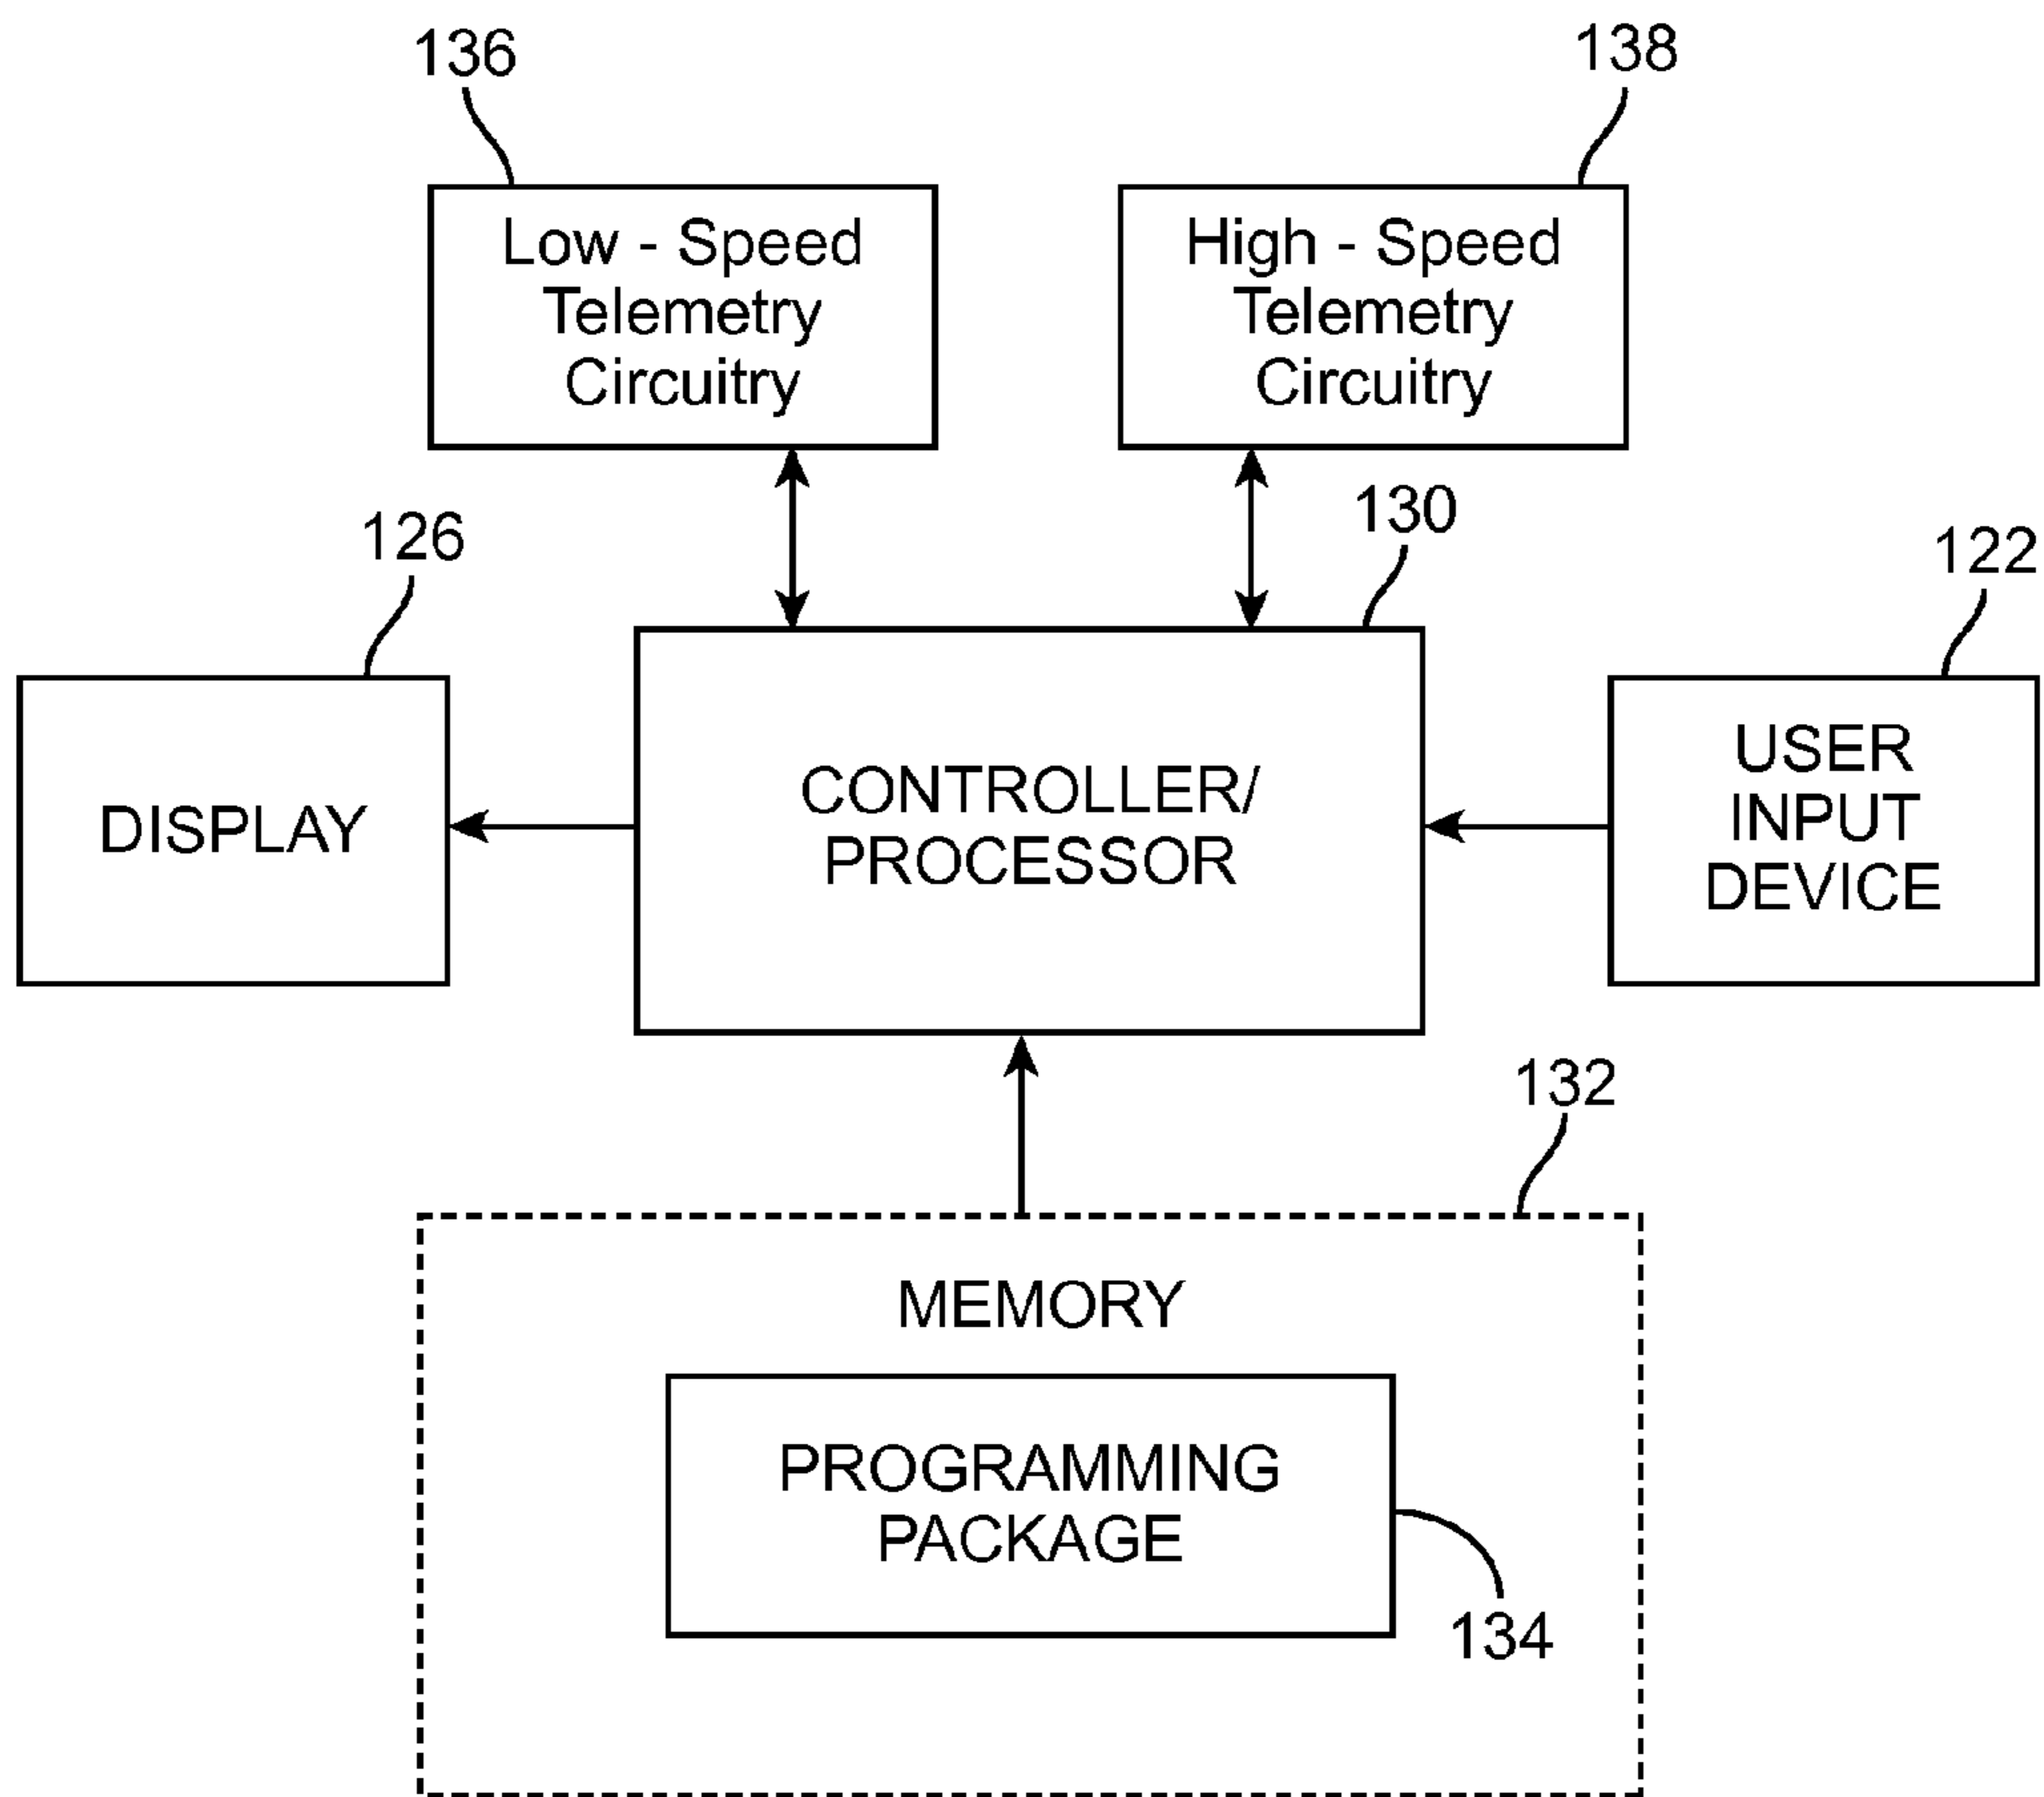 136
138
Low - Speed
Telemetry
Circuitry
High - Speed
Telemetry
Circuitry
126
130
122
DISPLAY
CONTROLLER/
PROCESSOR
USER
INPUT
DEVICE
132
MEMORY
PROGRAMMING
PACKAGE
134